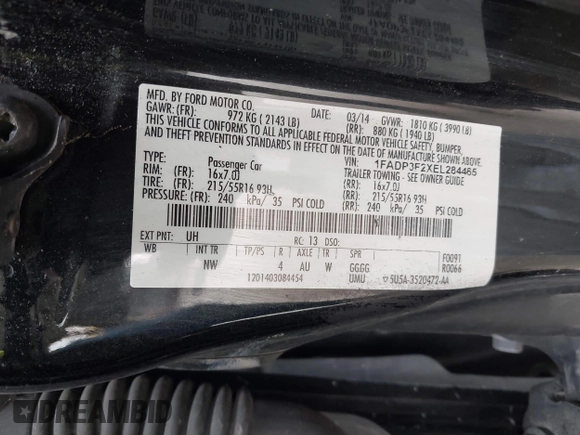 MFD. BY FORD MOTOR CO.
DATE: 03/14 GVWR: 1810 KG ( 3990 LB)
GAWR: (FR): 972 KG ( 2143 LB) (RR): 880 KG ( 1940 LB)
THIS VEHICLE CONFORMS TO ALL APPLICABLE FEDERAL MOTOR VEHICLE SAFETY, BUMPER,
AND THEFT PREVENTION STANDARDS IN EFFECT ON THE DATE OF MANUFACTURE SHOWN ABOVE.
VIN: 1FADP3F2XEL284465
TYPE: Passenger Car TRAILER TOWING - SEE OWNER GUIDE
RIM: (FR) 16x7.0J (RR): 16x7.0J
TIRE: (FR): 215/55R16 93H (RR): 215/55R16 93H
PRESSURE: (FR) 240 kPa/ 35 PSI COLD (RR): 240 kPa/ 35 PSI COLD
EXT PNT: UH RC: 13 DSO: F0091
WB INT TR TP/PS R AXLE TR SPR R0066
NW 4 AU W GGGG
1201403084454 UMU 5U5A-3520472-AA
DREAMBID